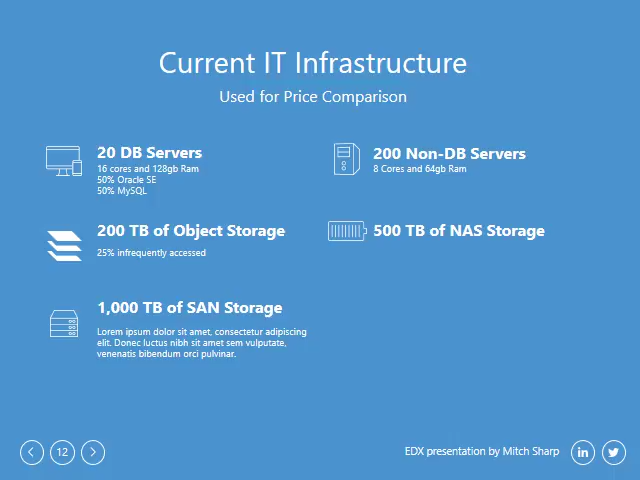 Current IT Infrastructure
Used for Price Comparison
20 DB Servers
16 cores and 128gb Ram
50% Oracle SE
50% MySQL
200 Non-DB Servers
8 Cores and 64gb Ram
200 TB of Object Storage
25% infrequently accessed
500 TB of NAS Storage
1,000 TB of SAN Storage
Lorem ipsum dolor sit amet, consectetur adipiscing
elit. Donec luctus nibh sit amet sem vulputate,
venenatis bibendum orci pulvinar.
12
EDX presentation by Mitch Sharp
in